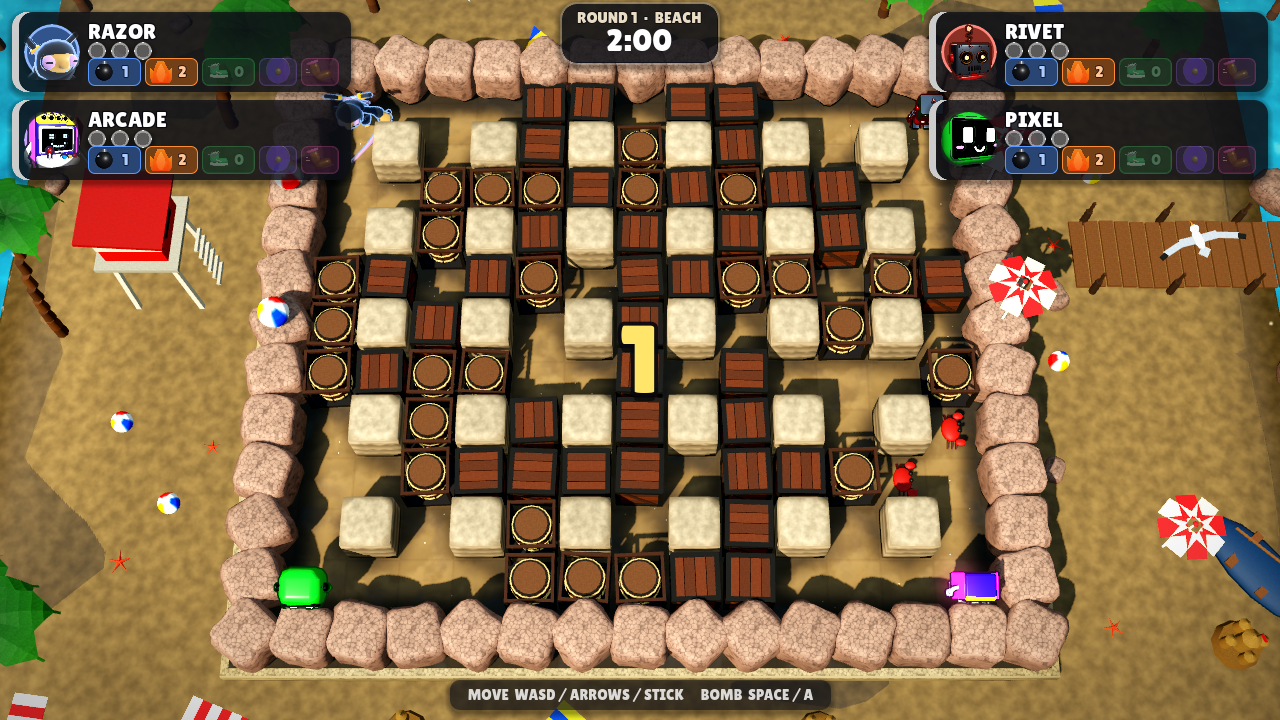 RAZOR
1 2 0
ARCADE
1 2 0
ROUND 1 · BEACH
2:00
RIVET
1 2 0
PIXEL
1 2 0
1
MOVE WASD/ARROWS/STICK BOMB SPACE/A